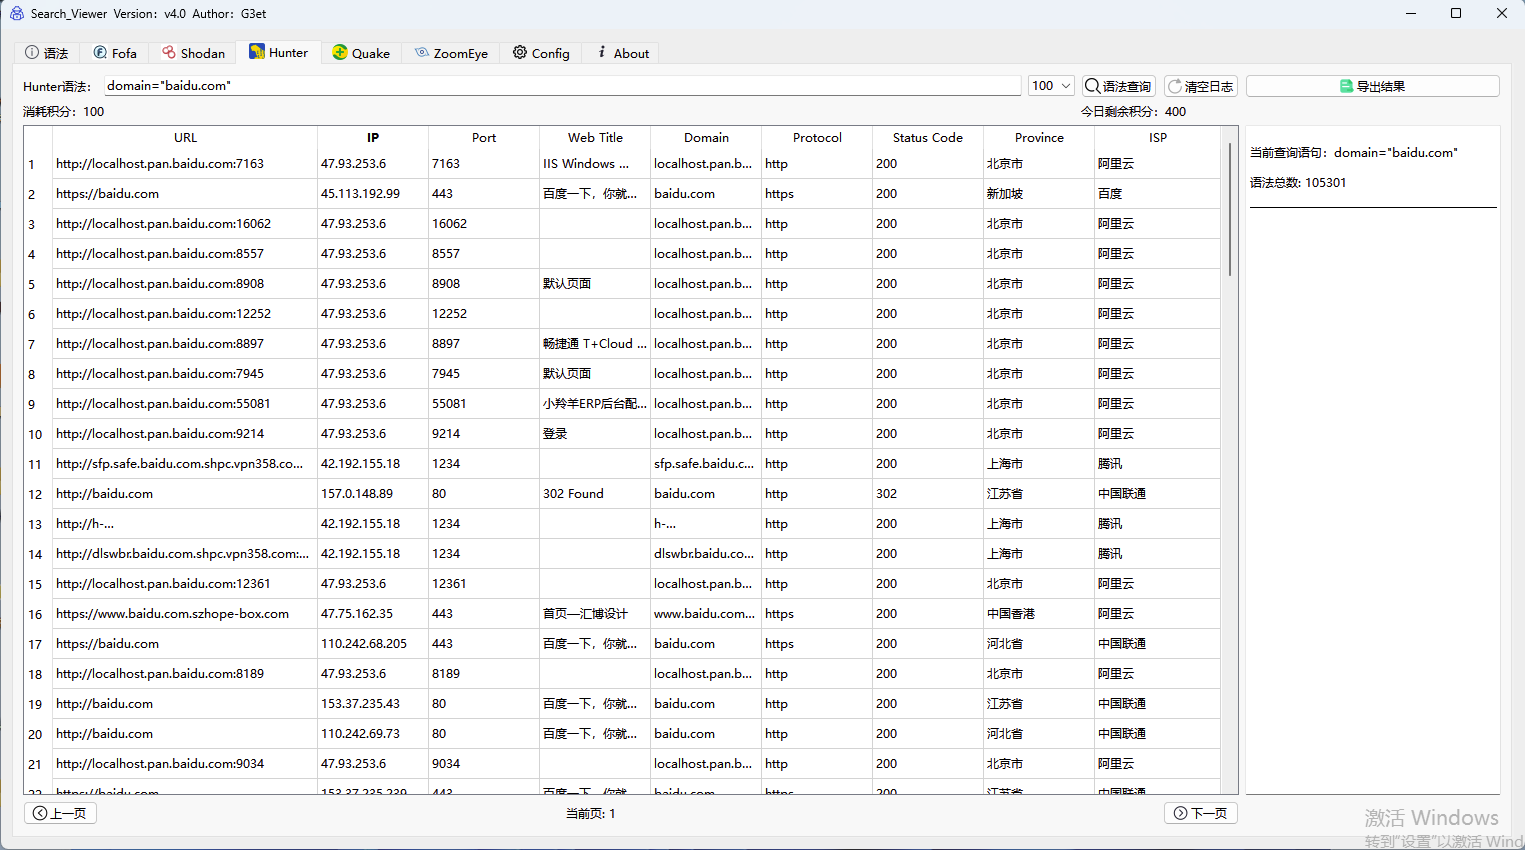 Search_Viewer Version: v4.0 Author: G3et
语法 Fofa Shodan Hunter Quake ZoomEye Config About
Hunter语法: domain="baidu.com" 100 语法查询 清空日志 导出结果
消耗积分: 100 今日剩余积分: 400
URL IP Port Web Title Domain Protocol Status Code Province ISP
1 http://localhost.pan.baidu.com:7163 47.93.253.6 7163 IIS Windows ... localhost.pan.b... http 200 北京市 阿里云
2 https://baidu.com 45.113.192.99 443 百度一下，你就... baidu.com https 200 新加坡 百度
3 http://localhost.pan.baidu.com:16062 47.93.253.6 16062 localhost.pan.b... http 200 北京市 阿里云
4 http://localhost.pan.baidu.com:8557 47.93.253.6 8557 localhost.pan.b... http 200 北京市 阿里云
5 http://localhost.pan.baidu.com:8908 47.93.253.6 8908 默认页面 localhost.pan.b... http 200 北京市 阿里云
6 http://localhost.pan.baidu.com:12252 47.93.253.6 12252 localhost.pan.b... http 200 北京市 阿里云
7 http://localhost.pan.baidu.com:8897 47.93.253.6 8897 畅捷通 T+Cloud ... localhost.pan.b... http 200 北京市 阿里云
8 http://localhost.pan.baidu.com:7945 47.93.253.6 7945 默认页面 localhost.pan.b... http 200 北京市 阿里云
9 http://localhost.pan.baidu.com:55081 47.93.253.6 55081 小羚羊ERP后台配... localhost.pan.b... http 200 北京市 阿里云
10 http://localhost.pan.baidu.com:9214 47.93.253.6 9214 登录 localhost.pan.b... http 200 北京市 阿里云
11 http://sfp.safe.baidu.com.shpc.vpn358.co... 42.192.155.18 1234 sfp.safe.baidu.c... http 200 上海市 腾讯
12 http://baidu.com 157.0.148.89 80 302 Found baidu.com http 302 江苏省 中国联通
13 http://h-... 42.192.155.18 1234 h-... http 200 上海市 腾讯
14 http://dlswbr.baidu.com.shpc.vpn358.com:... 42.192.155.18 1234 dlswbr.baidu.co... http 200 上海市 腾讯
15 http://localhost.pan.baidu.com:12361 47.93.253.6 12361 localhost.pan.b... http 200 北京市 阿里云
16 https://www.baidu.com.szhope-box.com 47.75.162.35 443 首页—汇博设计 www.baidu.com... https 200 中国香港 阿里云
17 https://baidu.com 110.242.68.205 443 百度一下，你就... baidu.com https 200 河北省 中国联通
18 http://localhost.pan.baidu.com:8189 47.93.253.6 8189 localhost.pan.b... http 200 北京市 阿里云
19 http://baidu.com 153.37.235.43 80 百度一下，你就... baidu.com http 200 江苏省 中国联通
20 http://baidu.com 110.242.69.73 80 百度一下，你就... baidu.com http 200 河北省 中国联通
21 http://localhost.pan.baidu.com:9034 47.93.253.6 9034 localhost.pan.b... http 200 北京市 阿里云
22 https://baidu.com 153.37.235.239 443 百度一下，你就... baidu.com https 200 江苏省 中国联通
上一页 当前页: 1 下一页
当前查询语句: domain="baidu.com"
语法总数: 105301
激活 Windows
转到"设置"以激活 Wind